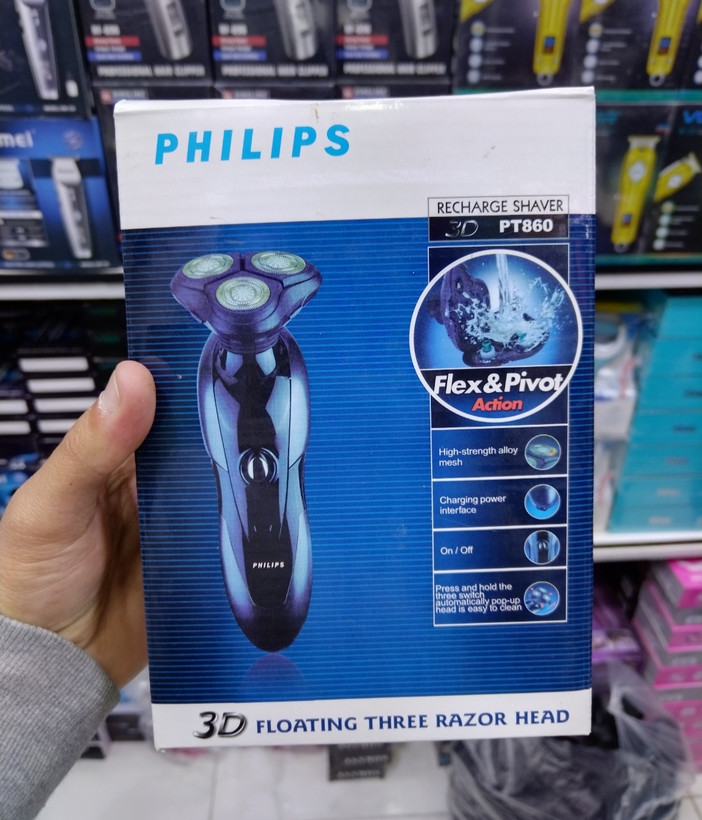 PHILIPS
RECHARGE SHAVER
3D PT860
Flex&Pivot
Action
High-strength alloy
mesh
Charging power
interface
On / Off
Press and hold the
three switch
automatically pop-up
head is easy to clean
PHILIPS
3D FLOATING THREE RAZOR HEAD